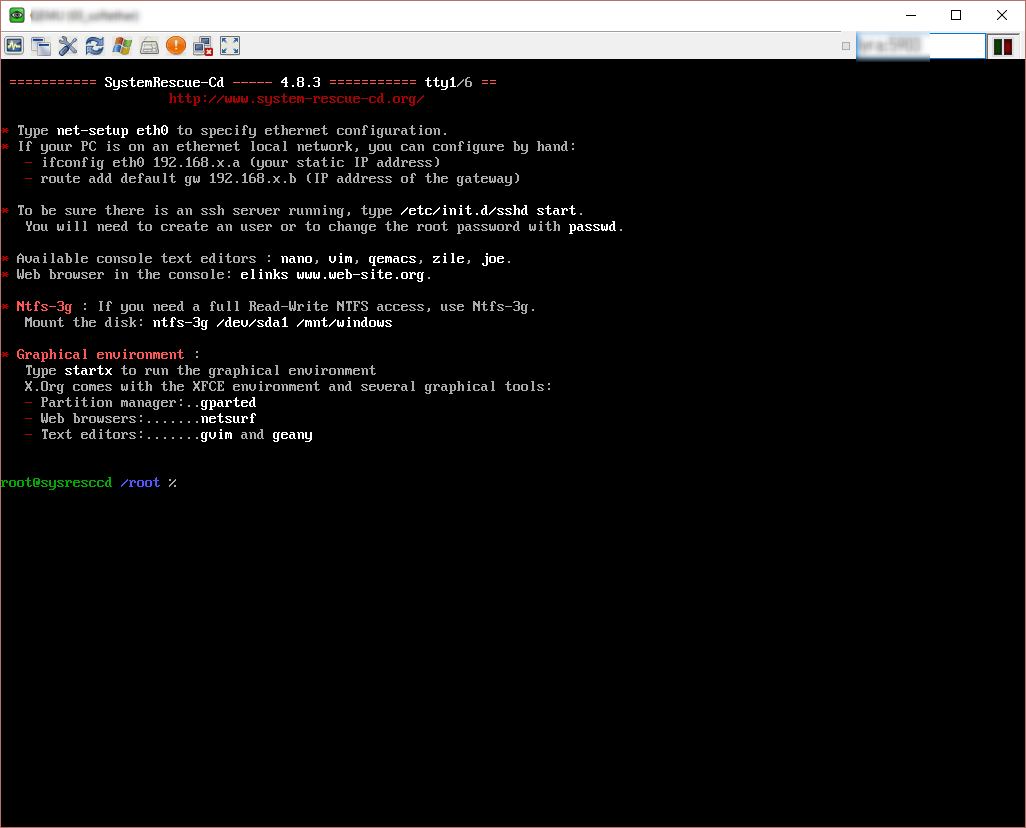 =========== SystemRescue-Cd ----- 4.8.3 =========== tty1/6 ==
http://www.system-rescue-cd.org/
* Type net-setup eth0 to specify ethernet configuration.
* If your PC is on an ethernet local network, you can configure by hand:
- ifconfig eth0 192.168.x.a (your static IP address)
- route add default gw 192.168.x.b (IP address of the gateway)
* To be sure there is an ssh server running, type /etc/init.d/sshd start.
You will need to create an user or to change the root password with passwd.
* Available console text editors : nano, vim, qemacs, zile, joe.
* Web browser in the console: elinks www.web-site.org.
* Ntfs-3g : If you need a full Read-Write NTFS access, use Ntfs-3g.
Mount the disk: ntfs-3g /dev/sda1 /mnt/windows
* Graphical environment :
Type startx to run the graphical environment
X.Org comes with the XFCE environment and several graphical tools:
- Partition manager:..gparted
- Web browsers:.......netsurf
- Text editors:.......gvim and geany
root@sysresccd /root %